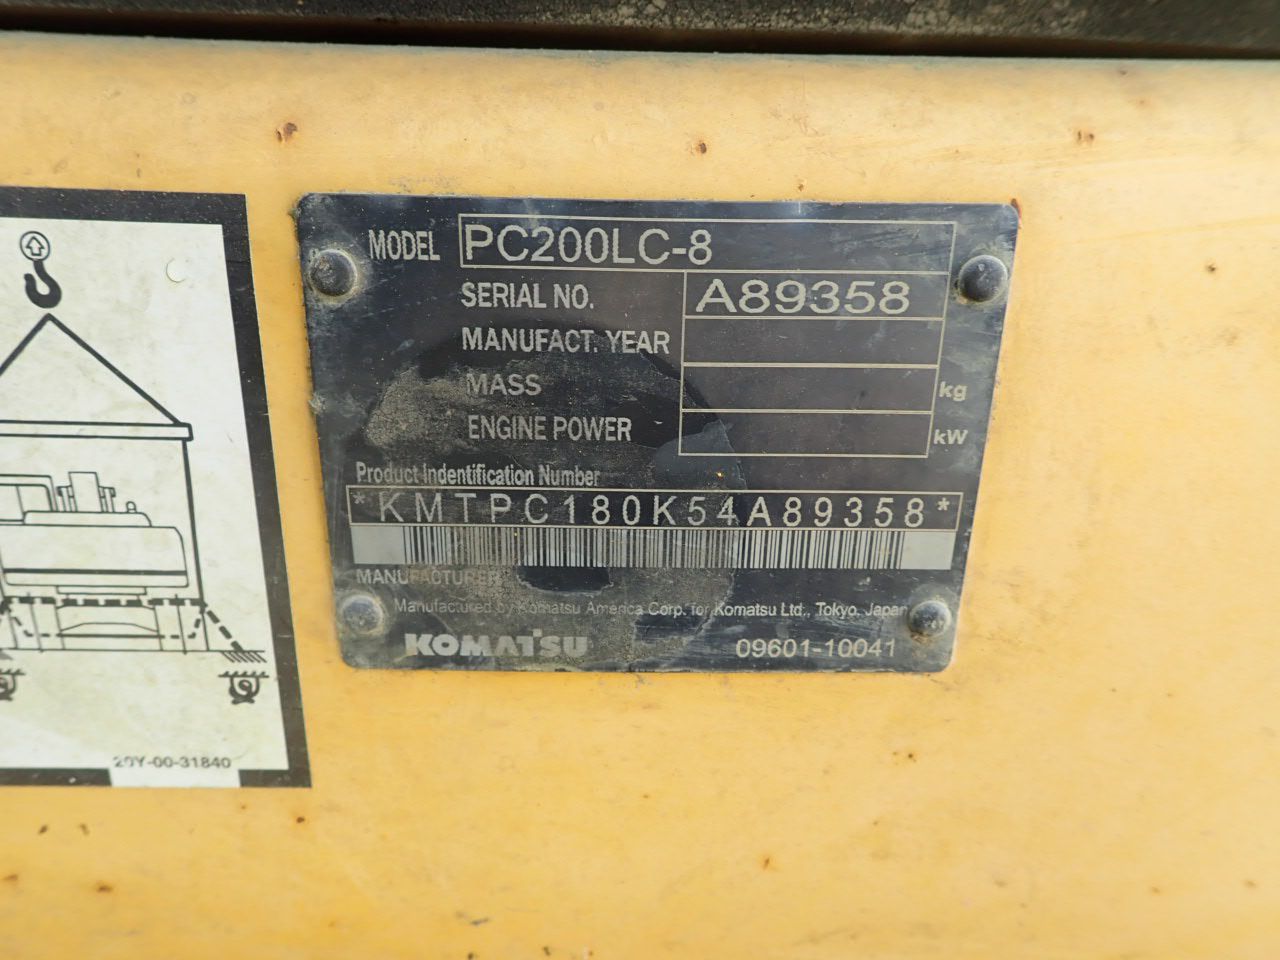 MODEL PC200LC-8
SERIAL NO. A89358
MANUFACT. YEAR
MASS kg
ENGINE POWER kW
Product Indentification Number
*KMTPC180K54A89358*
MANUFACTURER
Manufactured by Komatsu America Corp. for Komatsu Ltd., Tokyo, Japan
KOMATSU 09601-10041
20Y-00-31840